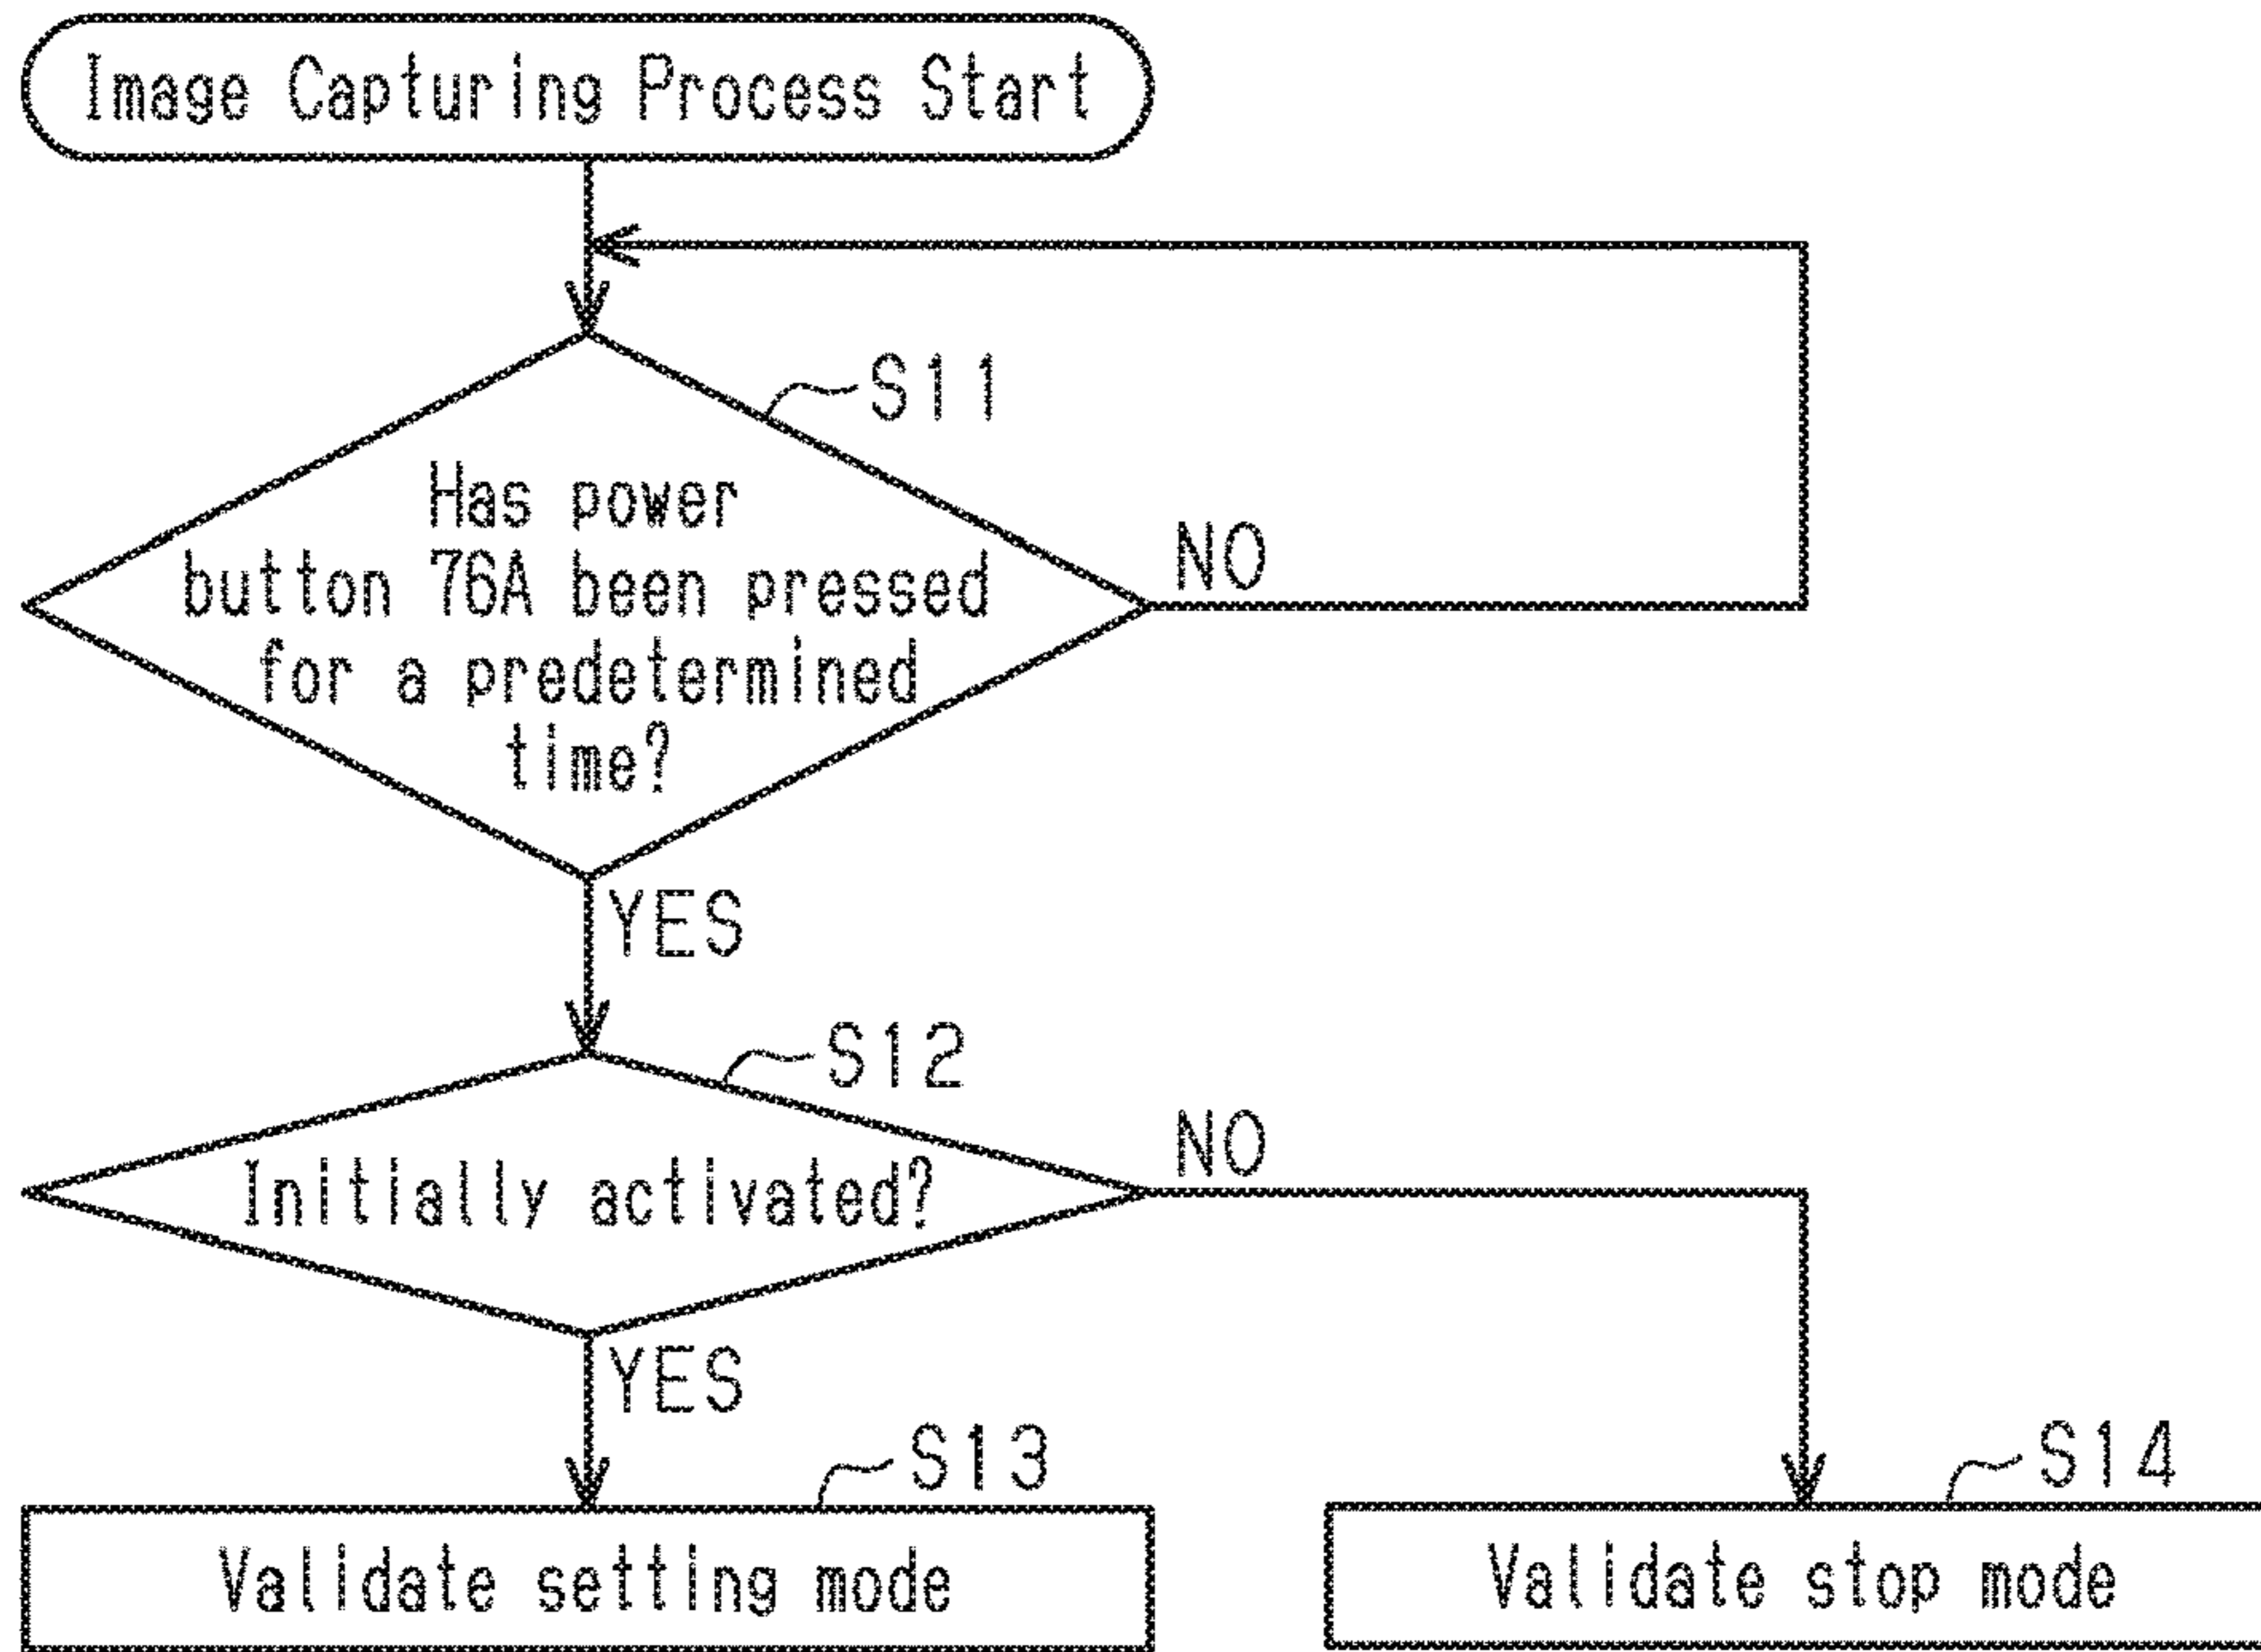 Image Capturing Process Start
S11
Has power
button 76A been pressed
for a predetermined
time?
NO
YES
S12
Initially activated?
NO
YES
S13
Validate setting mode
S14
Validate stop mode